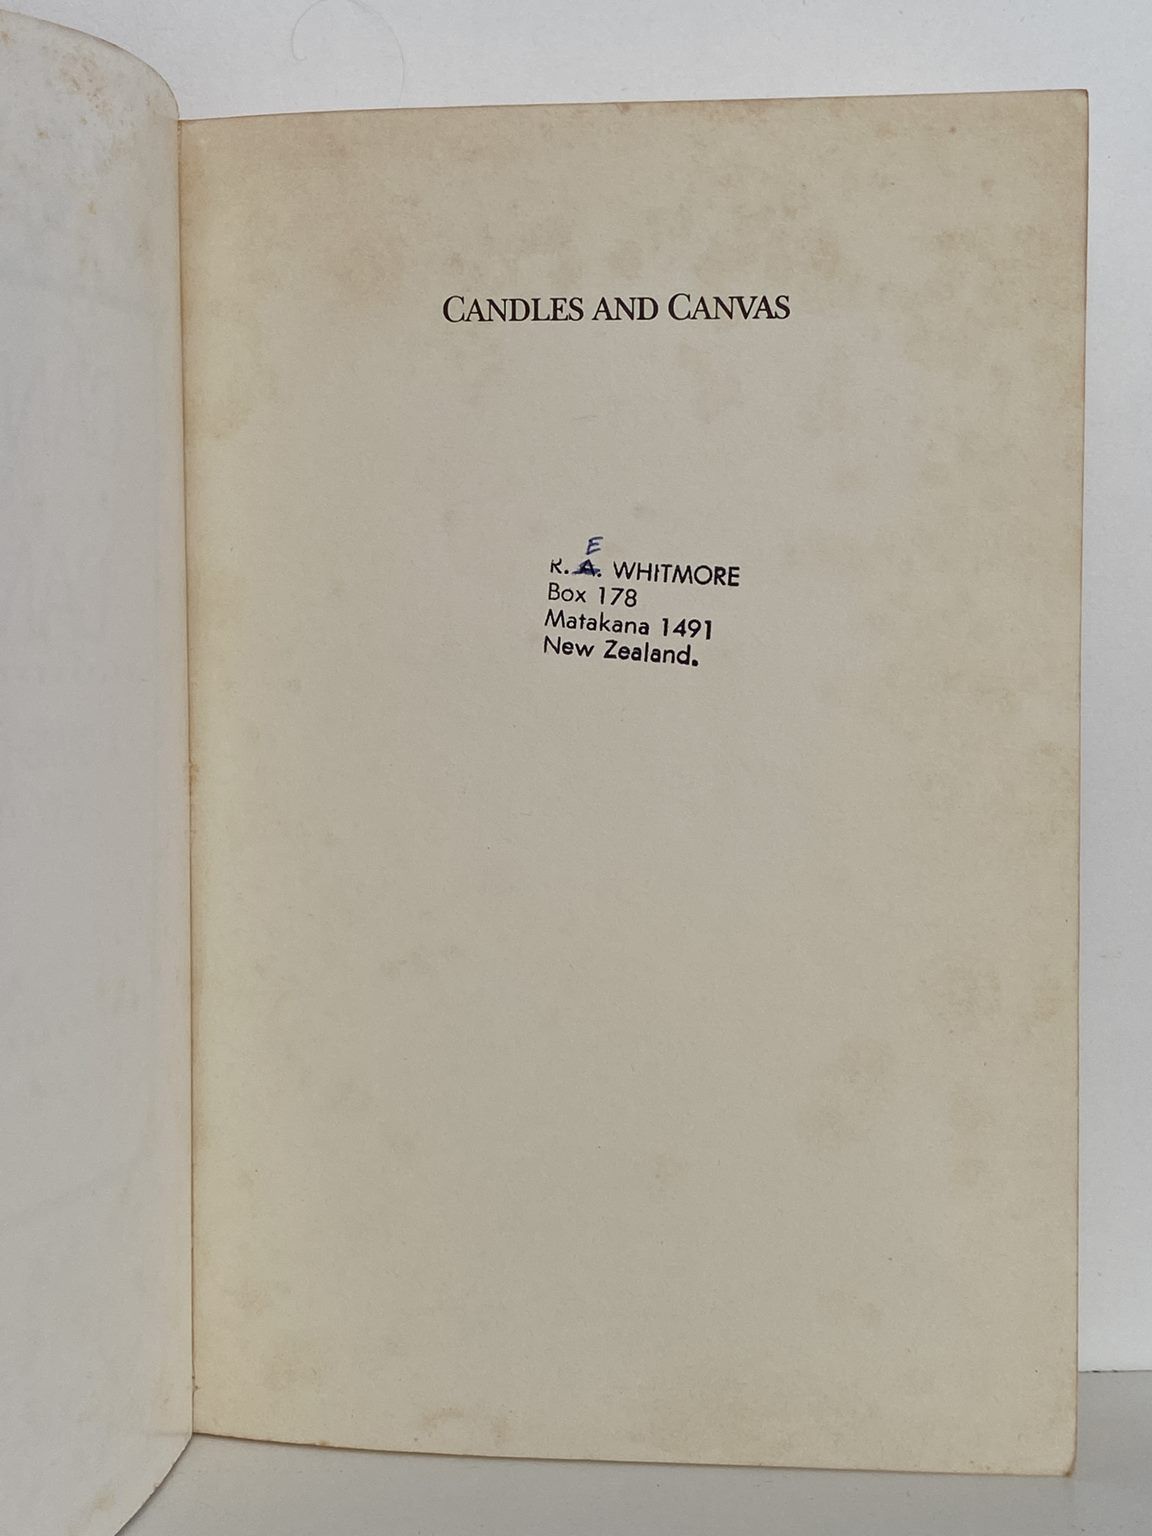 CANDLES AND CANVAS
E
R. A. WHITMORE
Box 178
Matakana 1491
New Zealand.